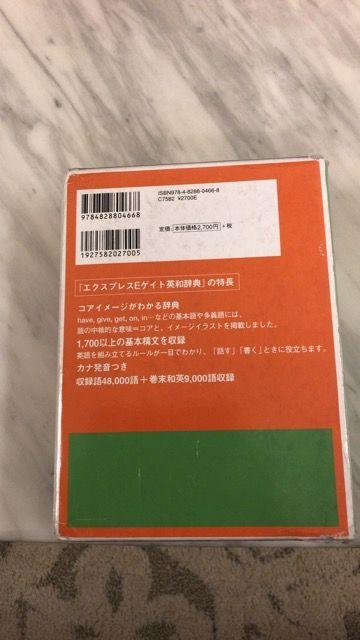 ISBN978-4-8288-0466-8
C7582 ¥2700E
9784828804668
定価 本体価格2,700円 +税
1927582027005
『エクスプレスEゲイト英和辞典』の特長
コアイメージがわかる辞典
have, give, get, on, in…などの基本語や多義語には、
語の中核的な意味=コアと、イメージイラストを掲載しました。
1,700以上の基本構文を収録
英語を組み立てるルールが一目でわかり、「話す」「書く」ときに役立ちます。
カナ発音つき
収録語48,000語+巻末和英9,000語収録